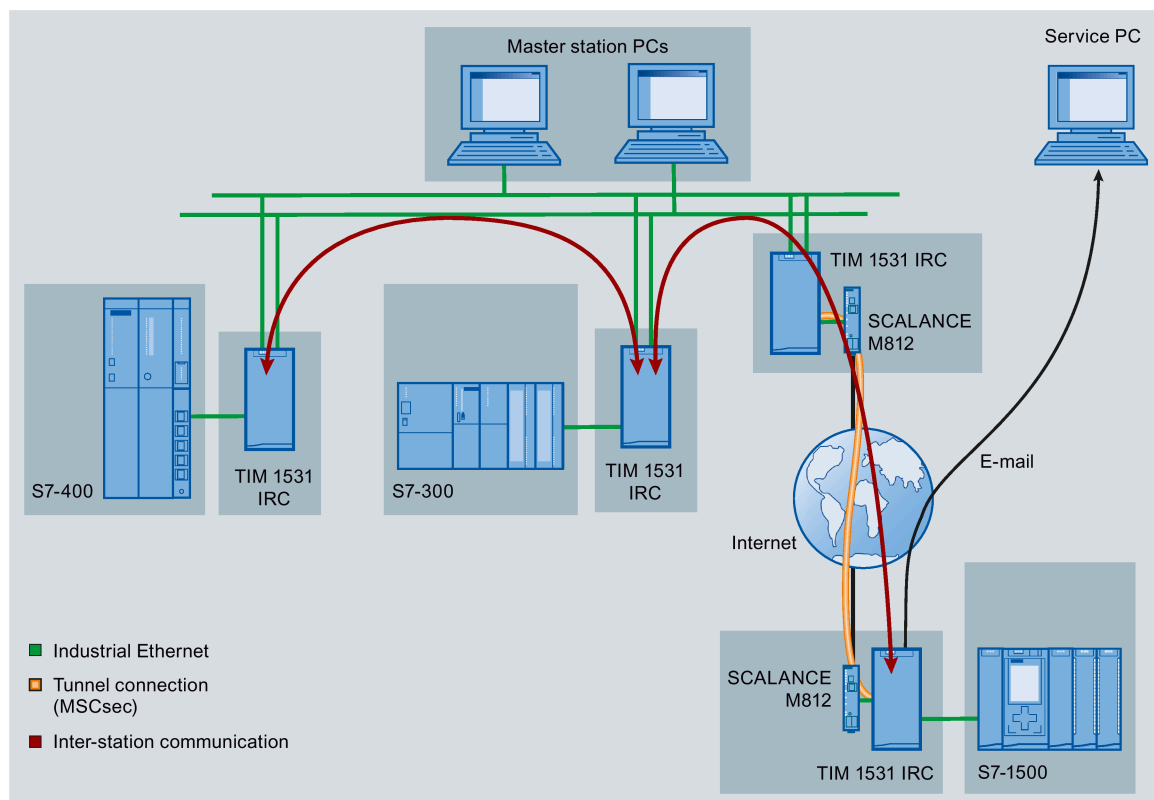 Master station PCs
Service PC
TIM 1531 IRC
SCALANCE
M812
TIM 1531
IRC
S7-400
TIM 1531
IRC
S7-300
E-mail
Internet
Industrial Ethernet
Tunnel connection
(MSCsec)
Inter-station communication
SCALANCE
M812
TIM 1531 IRC
S7-1500